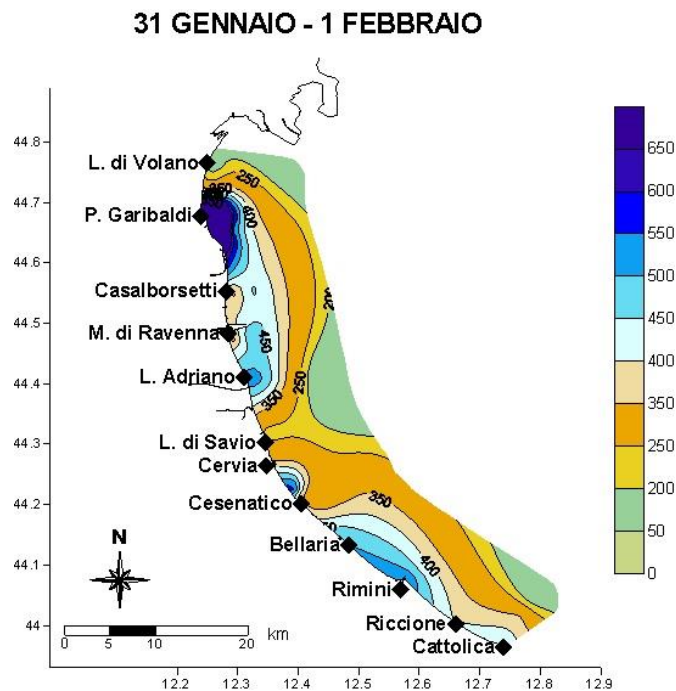 31 GENNAIO - 1 FEBBRAIO
44.8
44.7
44.6
44.5
44.4
44.3
44.2
44.1
44
L. di Volano
P. Garibaldi
Casalborsetti
M. di Ravenna
L. Adriano
L. di Savio
Cervia
Cesenatico
Bellaria
Rimini
Riccione
Cattolica
250
400
200
450
250
350
350
400
650
600
550
500
450
400
350
250
200
50
0
N
0 5 10 20 km
12.2 12.3 12.4 12.5 12.6 12.7 12.8 12.9